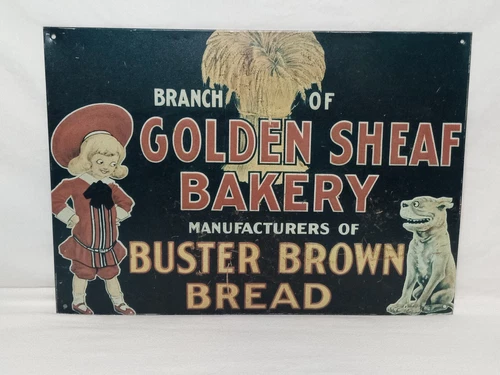 BRANCH OF
GOLDEN SHEAF
BAKERY
MANUFACTURERS OF
BUSTER BROWN
BREAD